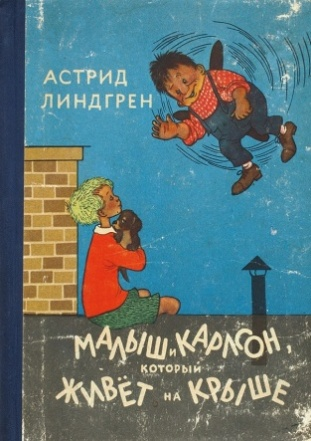 АСТРИД
ЛИНДГРЕН
МАЛЫШ и КАРЛСОН,
который
ЖИВЁТ НА КРЫШЕ